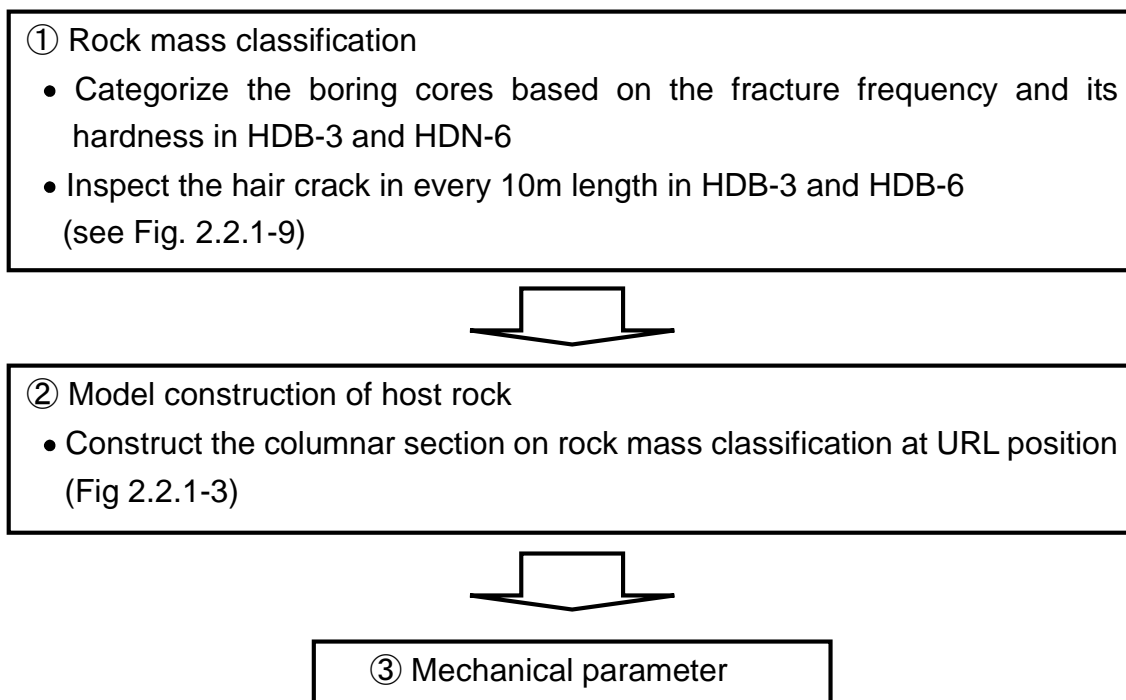 ① Rock mass classification
• Categorize the boring cores based on the fracture frequency and its
hardness in HDB-3 and HDN-6
• Inspect the hair crack in every 10m length in HDB-3 and HDB-6
(see Fig. 2.2.1-9)
② Model construction of host rock
• Construct the columnar section on rock mass classification at URL position
(Fig 2.2.1-3)
③ Mechanical parameter